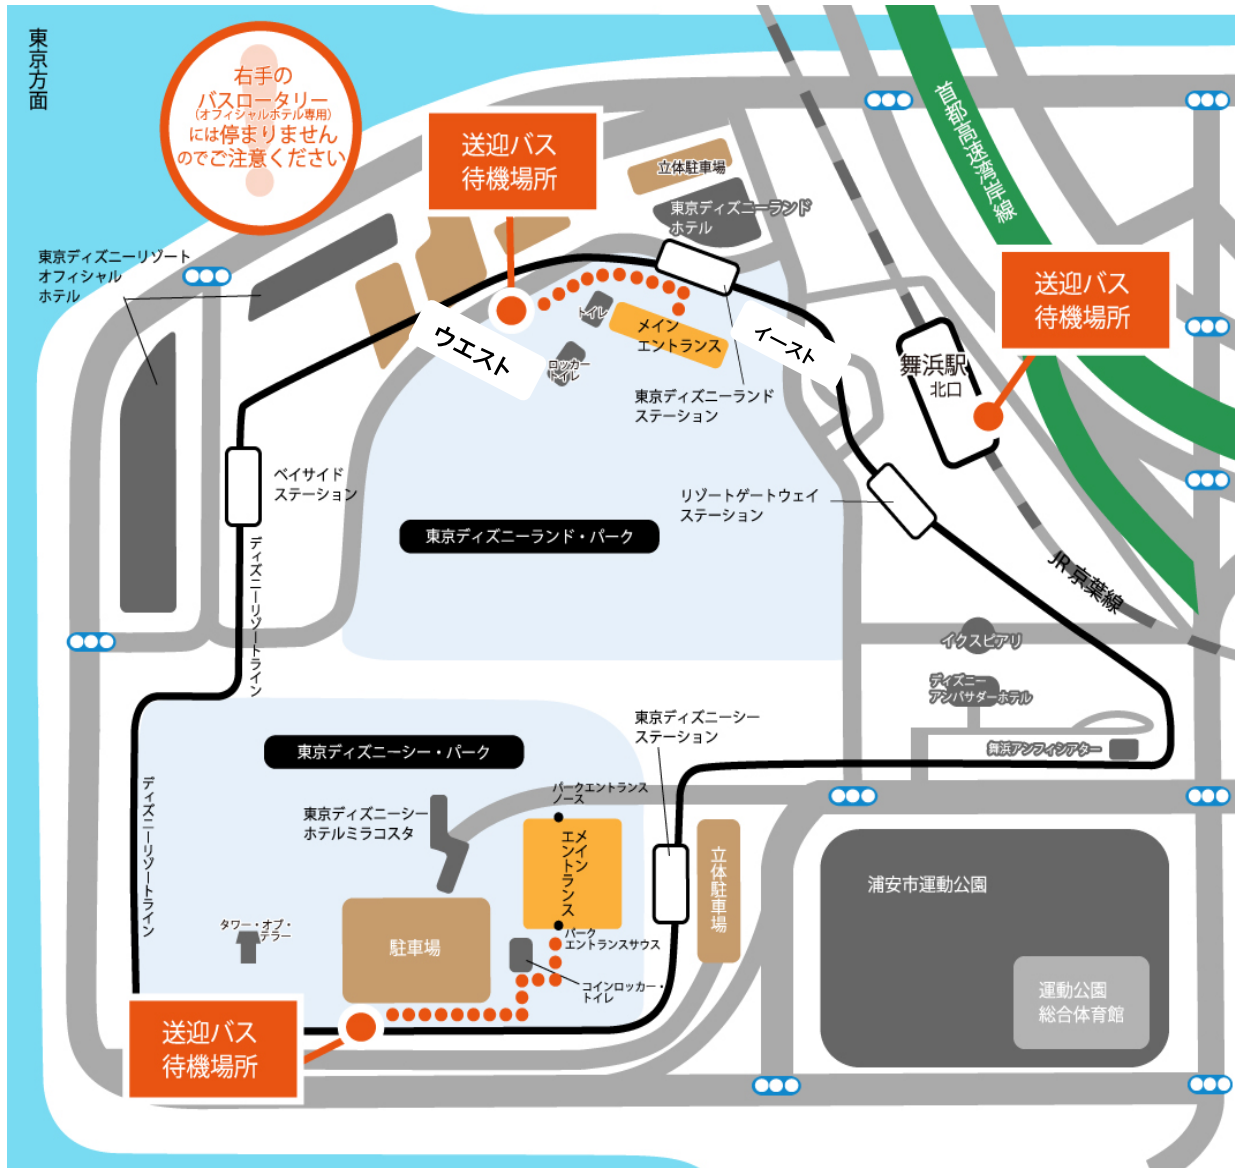 東京方面
右手の
バスロータリー
(オフィシャルホテル専用)
には停まりません
のでご注意ください
送迎バス
待機場所
立体駐車場
東京ディズニーランド
ホテル
首都高速湾岸線
東京ディズニーリゾート
オフィシャル
ホテル
送迎バス
待機場所
トイレ
メイン
エントランス
ウエスト
イースト
ロッカー
トイレ
舞浜駅
北口
東京ディズニーランド
ステーション
ベイサイド
ステーション
リゾートゲートウェイ
ステーション
東京ディズニーランド・パーク
ディズニーリゾートライン
JR 京葉線
イクスピアリ
ディズニー
アンバサダーホテル
東京ディズニーシー
ステーション
東京ディズニーシー・パーク
舞浜アンフィシアター
ディズニーリゾートライン
パークエントランス
ノース
東京ディズニーシー
ホテルミラコスタ
メイン
エントランス
立体駐車場
浦安市運動公園
タワー・オブ・
テラー
駐車場
パーク
エントランスサウス
コインロッカー・
トイレ
運動公園
総合体育館
送迎バス
待機場所